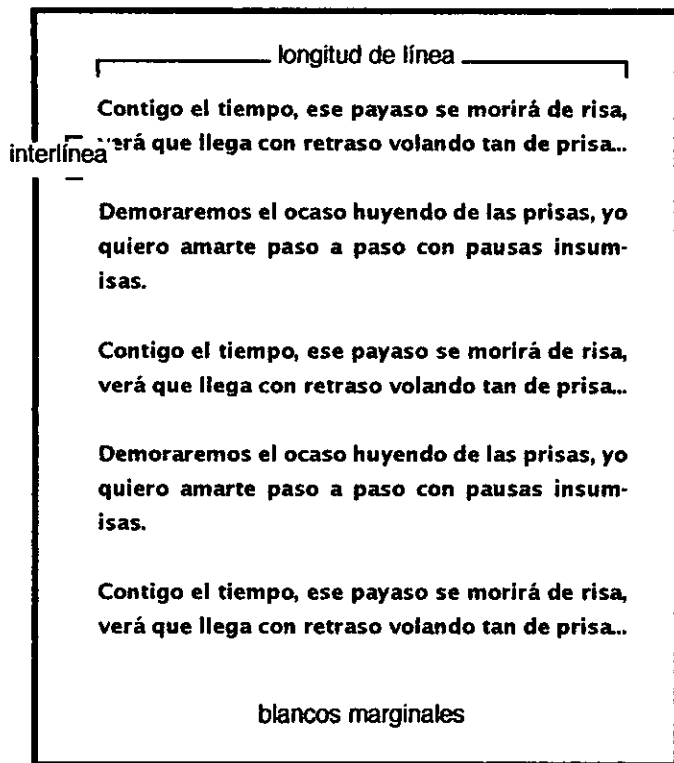 longitud de línea
Contigo el tiempo, ese payaso se morirá de risa,
verá que llega con retraso volando tan de prisa...
interlínea
Demoraremos el ocaso huyendo de las prisas, yo
quiero amarte paso a paso con pausas insum-
isas.
Contigo el tiempo, ese payaso se morirá de risa,
verá que llega con retraso volando tan de prisa...
Demoraremos el ocaso huyendo de las prisas, yo
quiero amarte paso a paso con pausas insum-
isas.
Contigo el tiempo, ese payaso se morirá de risa,
verá que llega con retraso volando tan de prisa...
blancos marginales